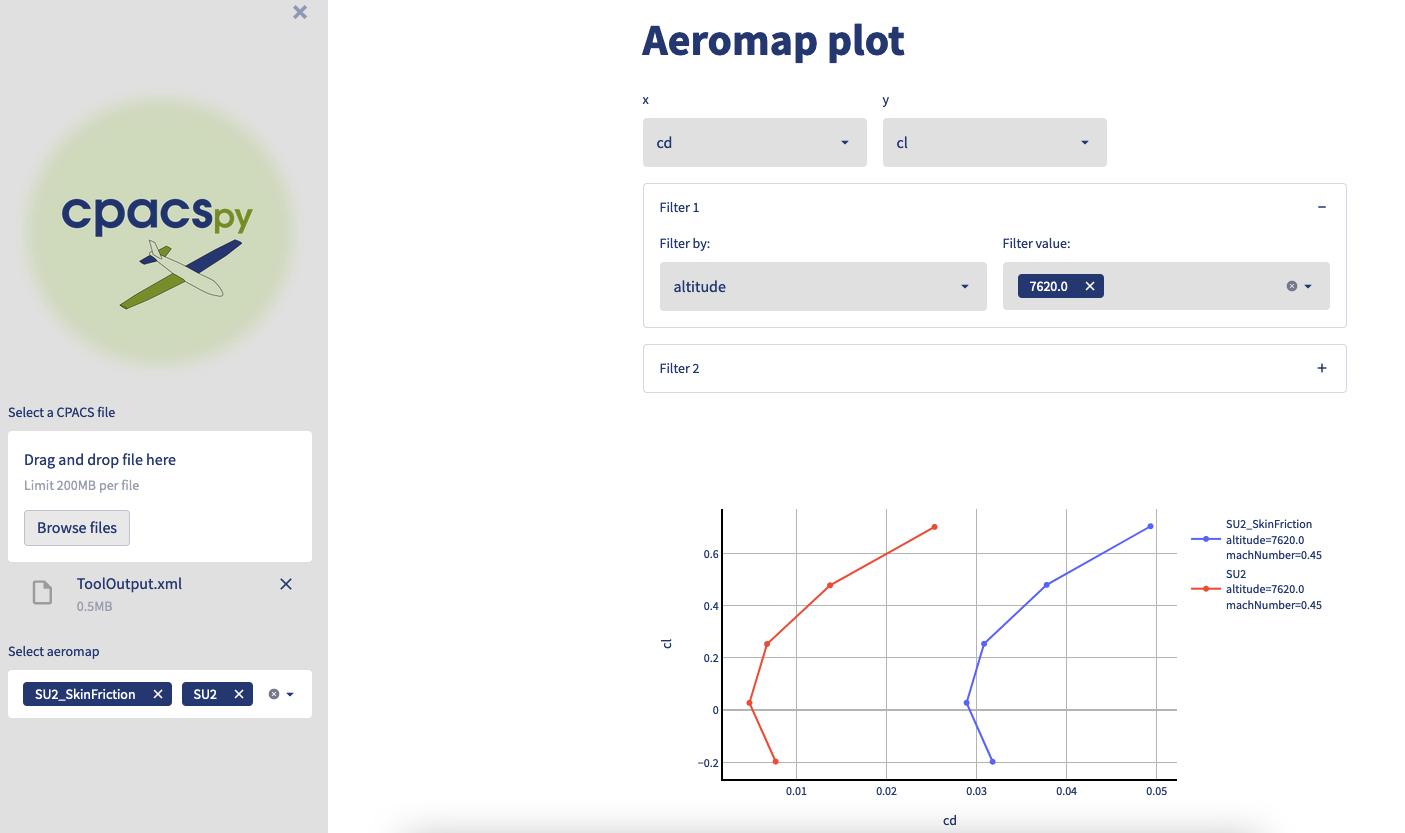 cpacspy
Select a CPACS file
Drag and drop file here
Limit 200MB per file
Browse files
ToolOutput.xml
0.5MB
Select aeromap
SU2_SkinFriction SU2
Aeromap plot
x y
cd cl
Filter 1
Filter by: Filter value:
altitude 7620.0
Filter 2
SU2_SkinFriction
altitude=7620.0
machNumber=0.45
SU2
altitude=7620.0
machNumber=0.45
cl
0.6
0.4
0.2
0
−0.2
0.01 0.02 0.03 0.04 0.05
cd